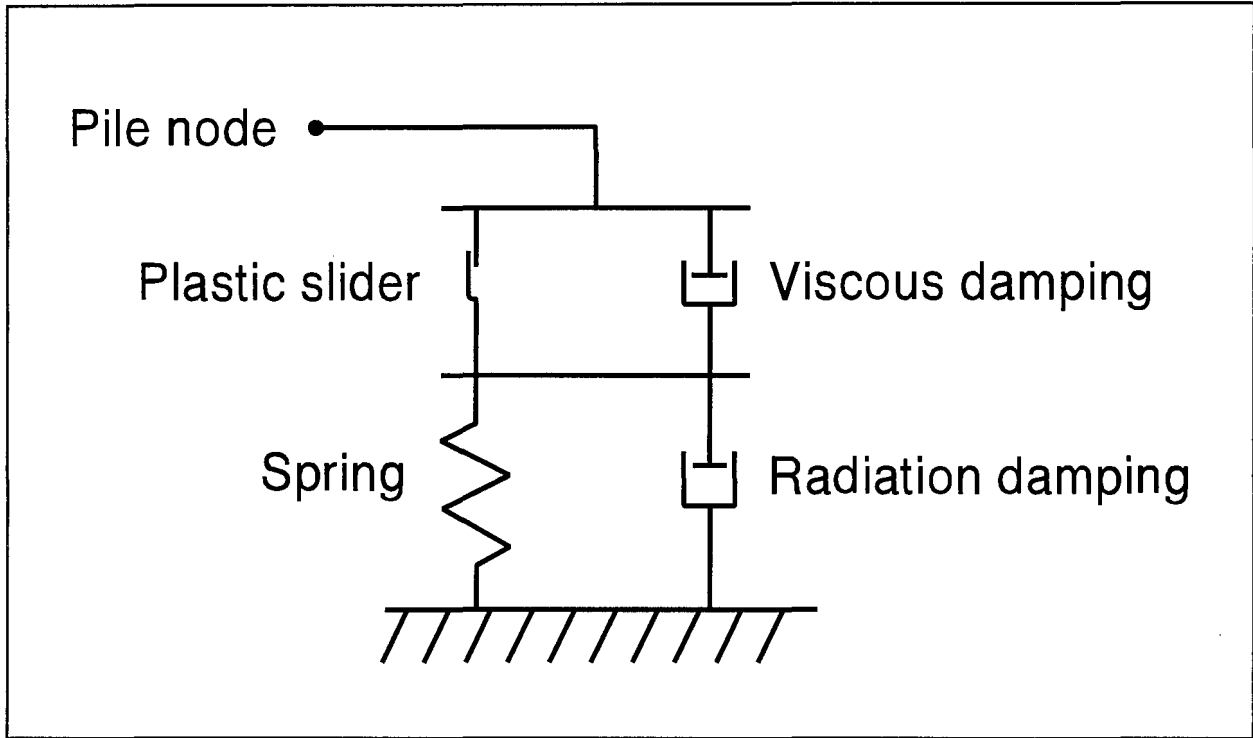 Pile node
Plastic slider
Viscous damping
Spring
Radiation damping